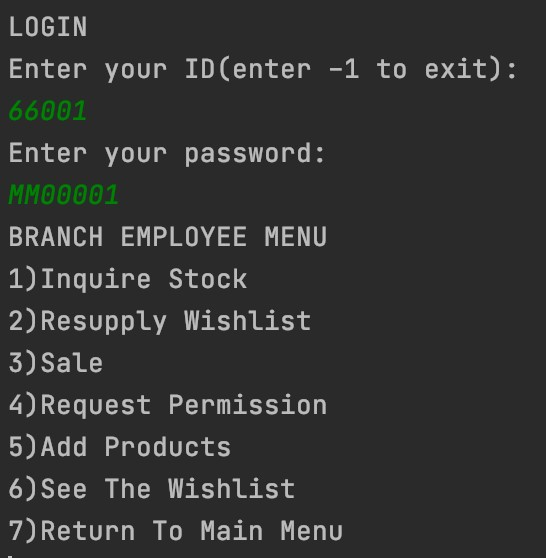 LOGIN
Enter your ID(enter -1 to exit):
66001
Enter your password:
MM00001
BRANCH EMPLOYEE MENU
1)Inquire Stock
2)Resupply Wishlist
3)Sale
4)Request Permission
5)Add Products
6)See The Wishlist
7)Return To Main Menu